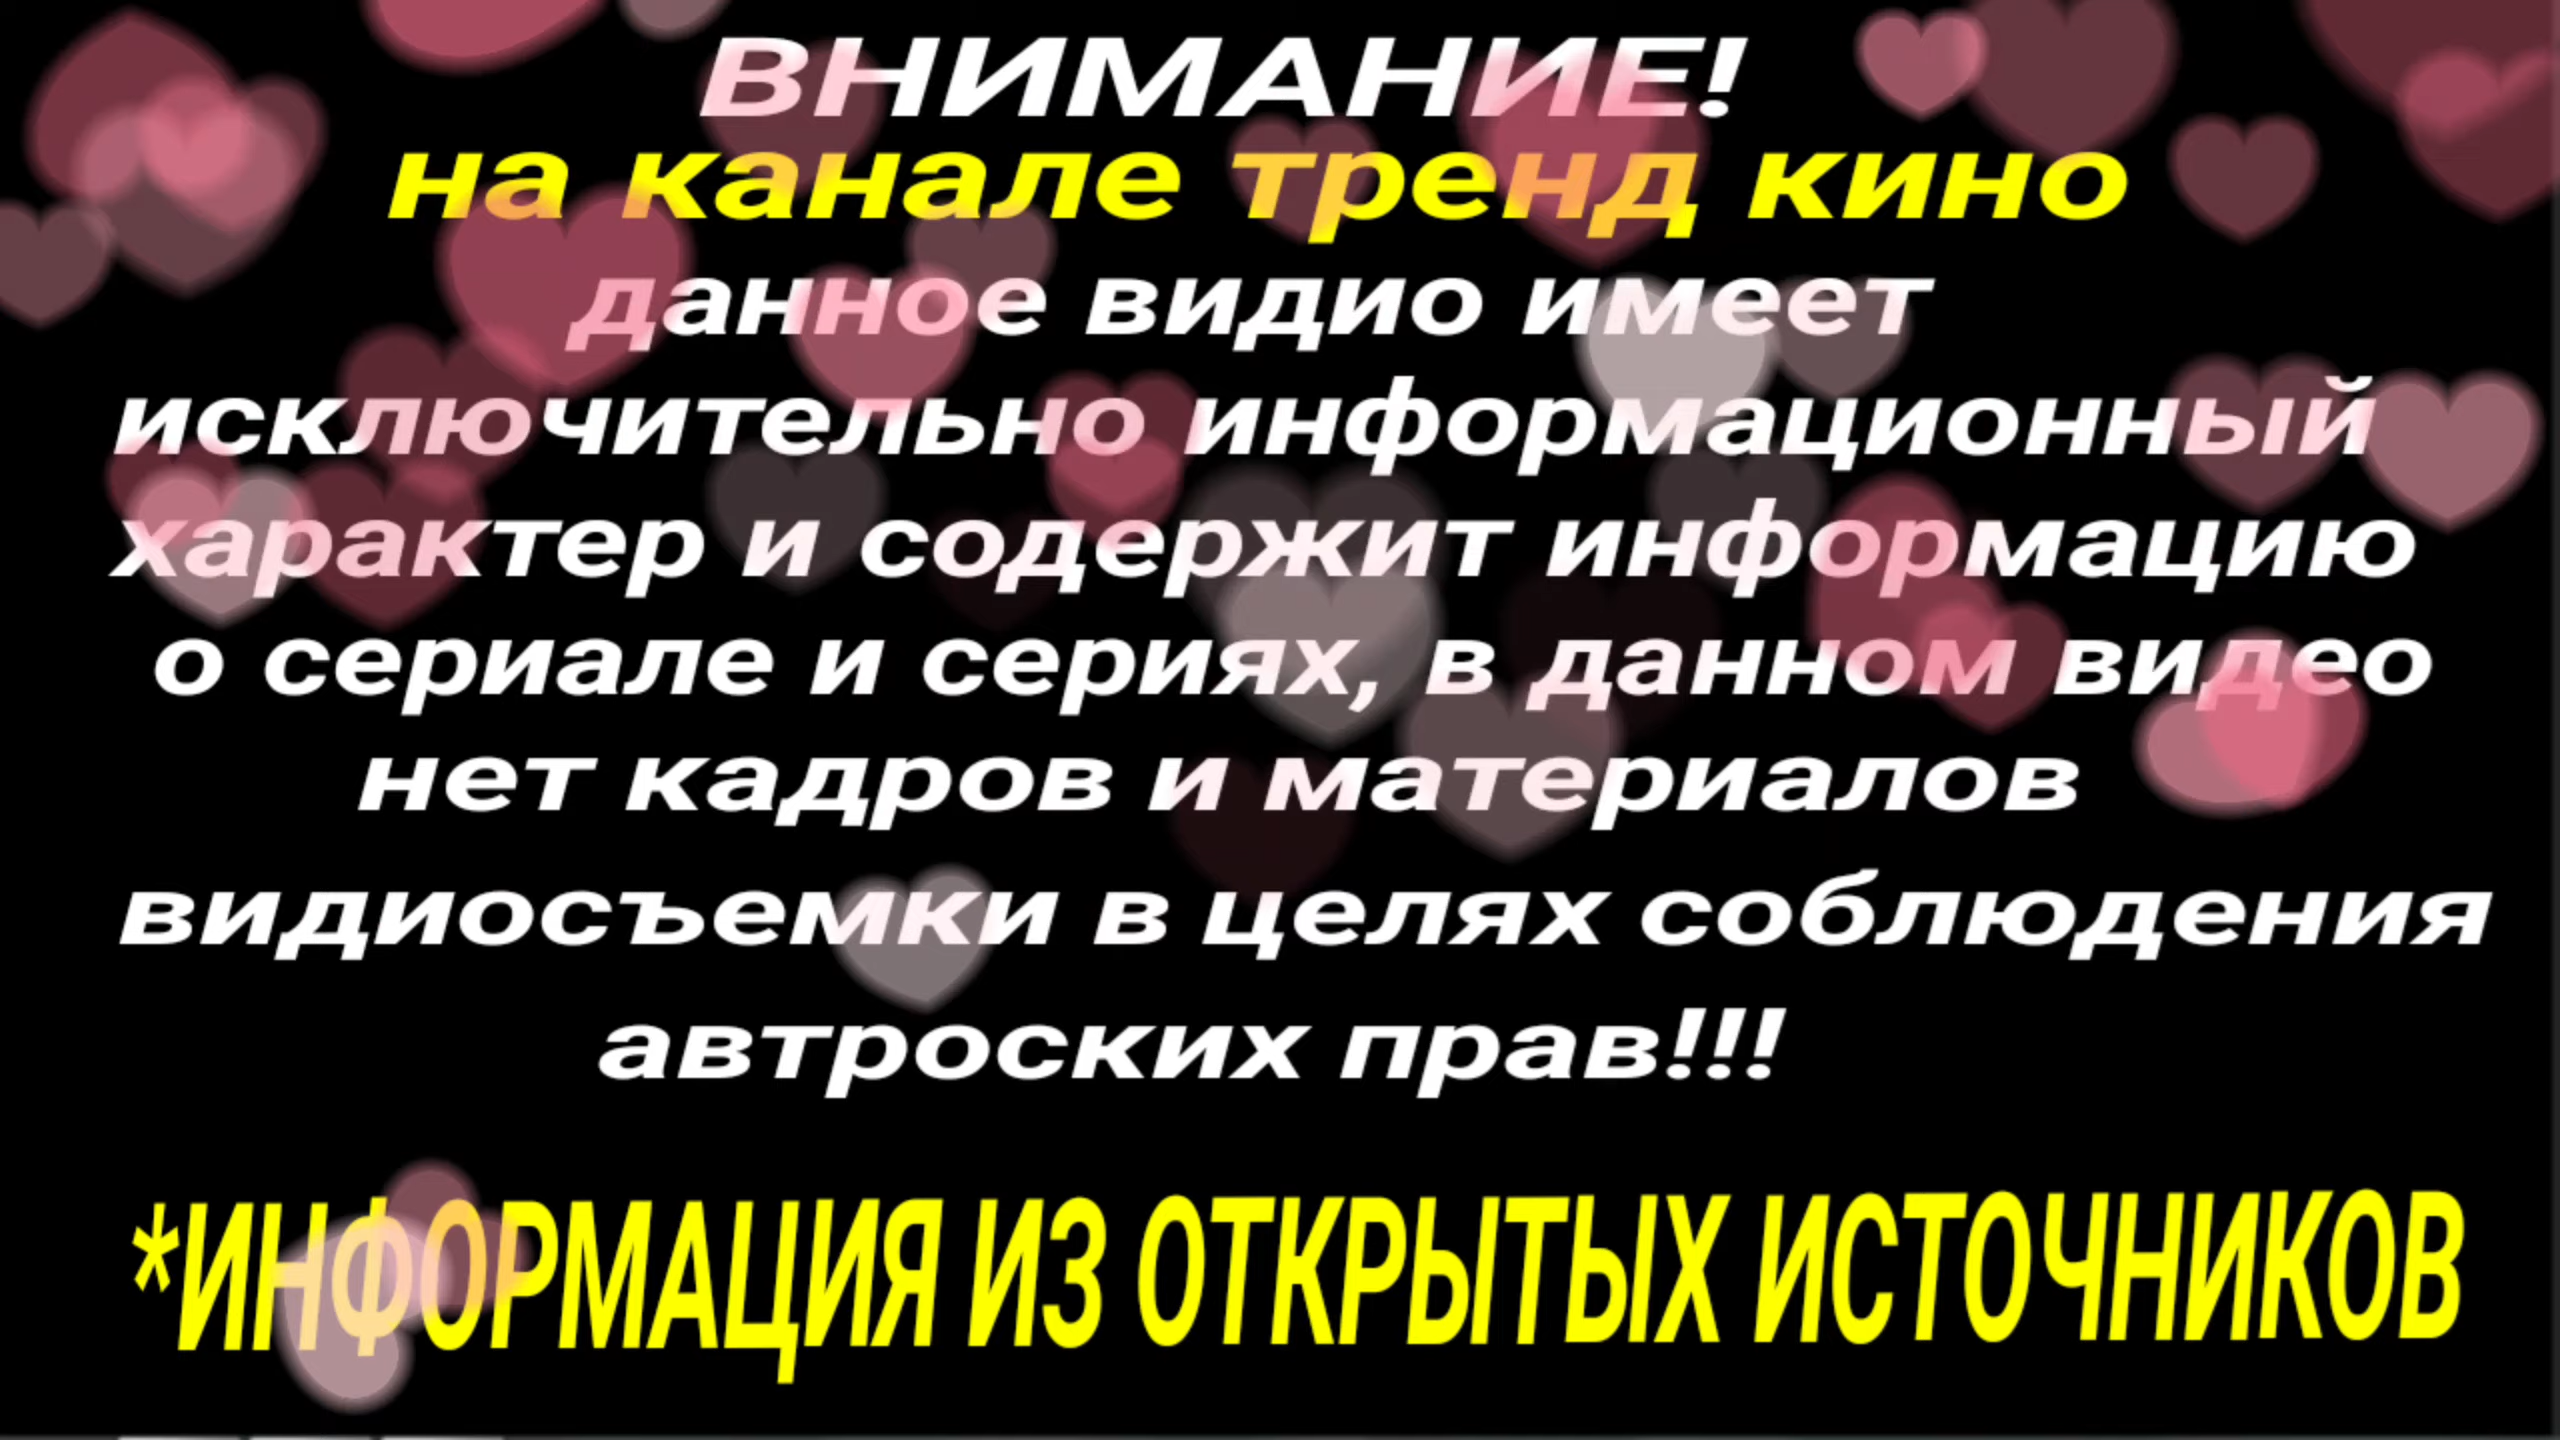 ВНИМАНИЕ!
на канале тренд кино
данное видио имеет
исключительно информационный
характер и содержит информацию
о сериале и сериях, в данном видео
нет кадров и материалов
видиосъемки в целях соблюдения
автроских прав!!!
*ИНФОРМАЦИЯ ИЗ ОТКРЫТЫХ ИСТОЧНИКОВ